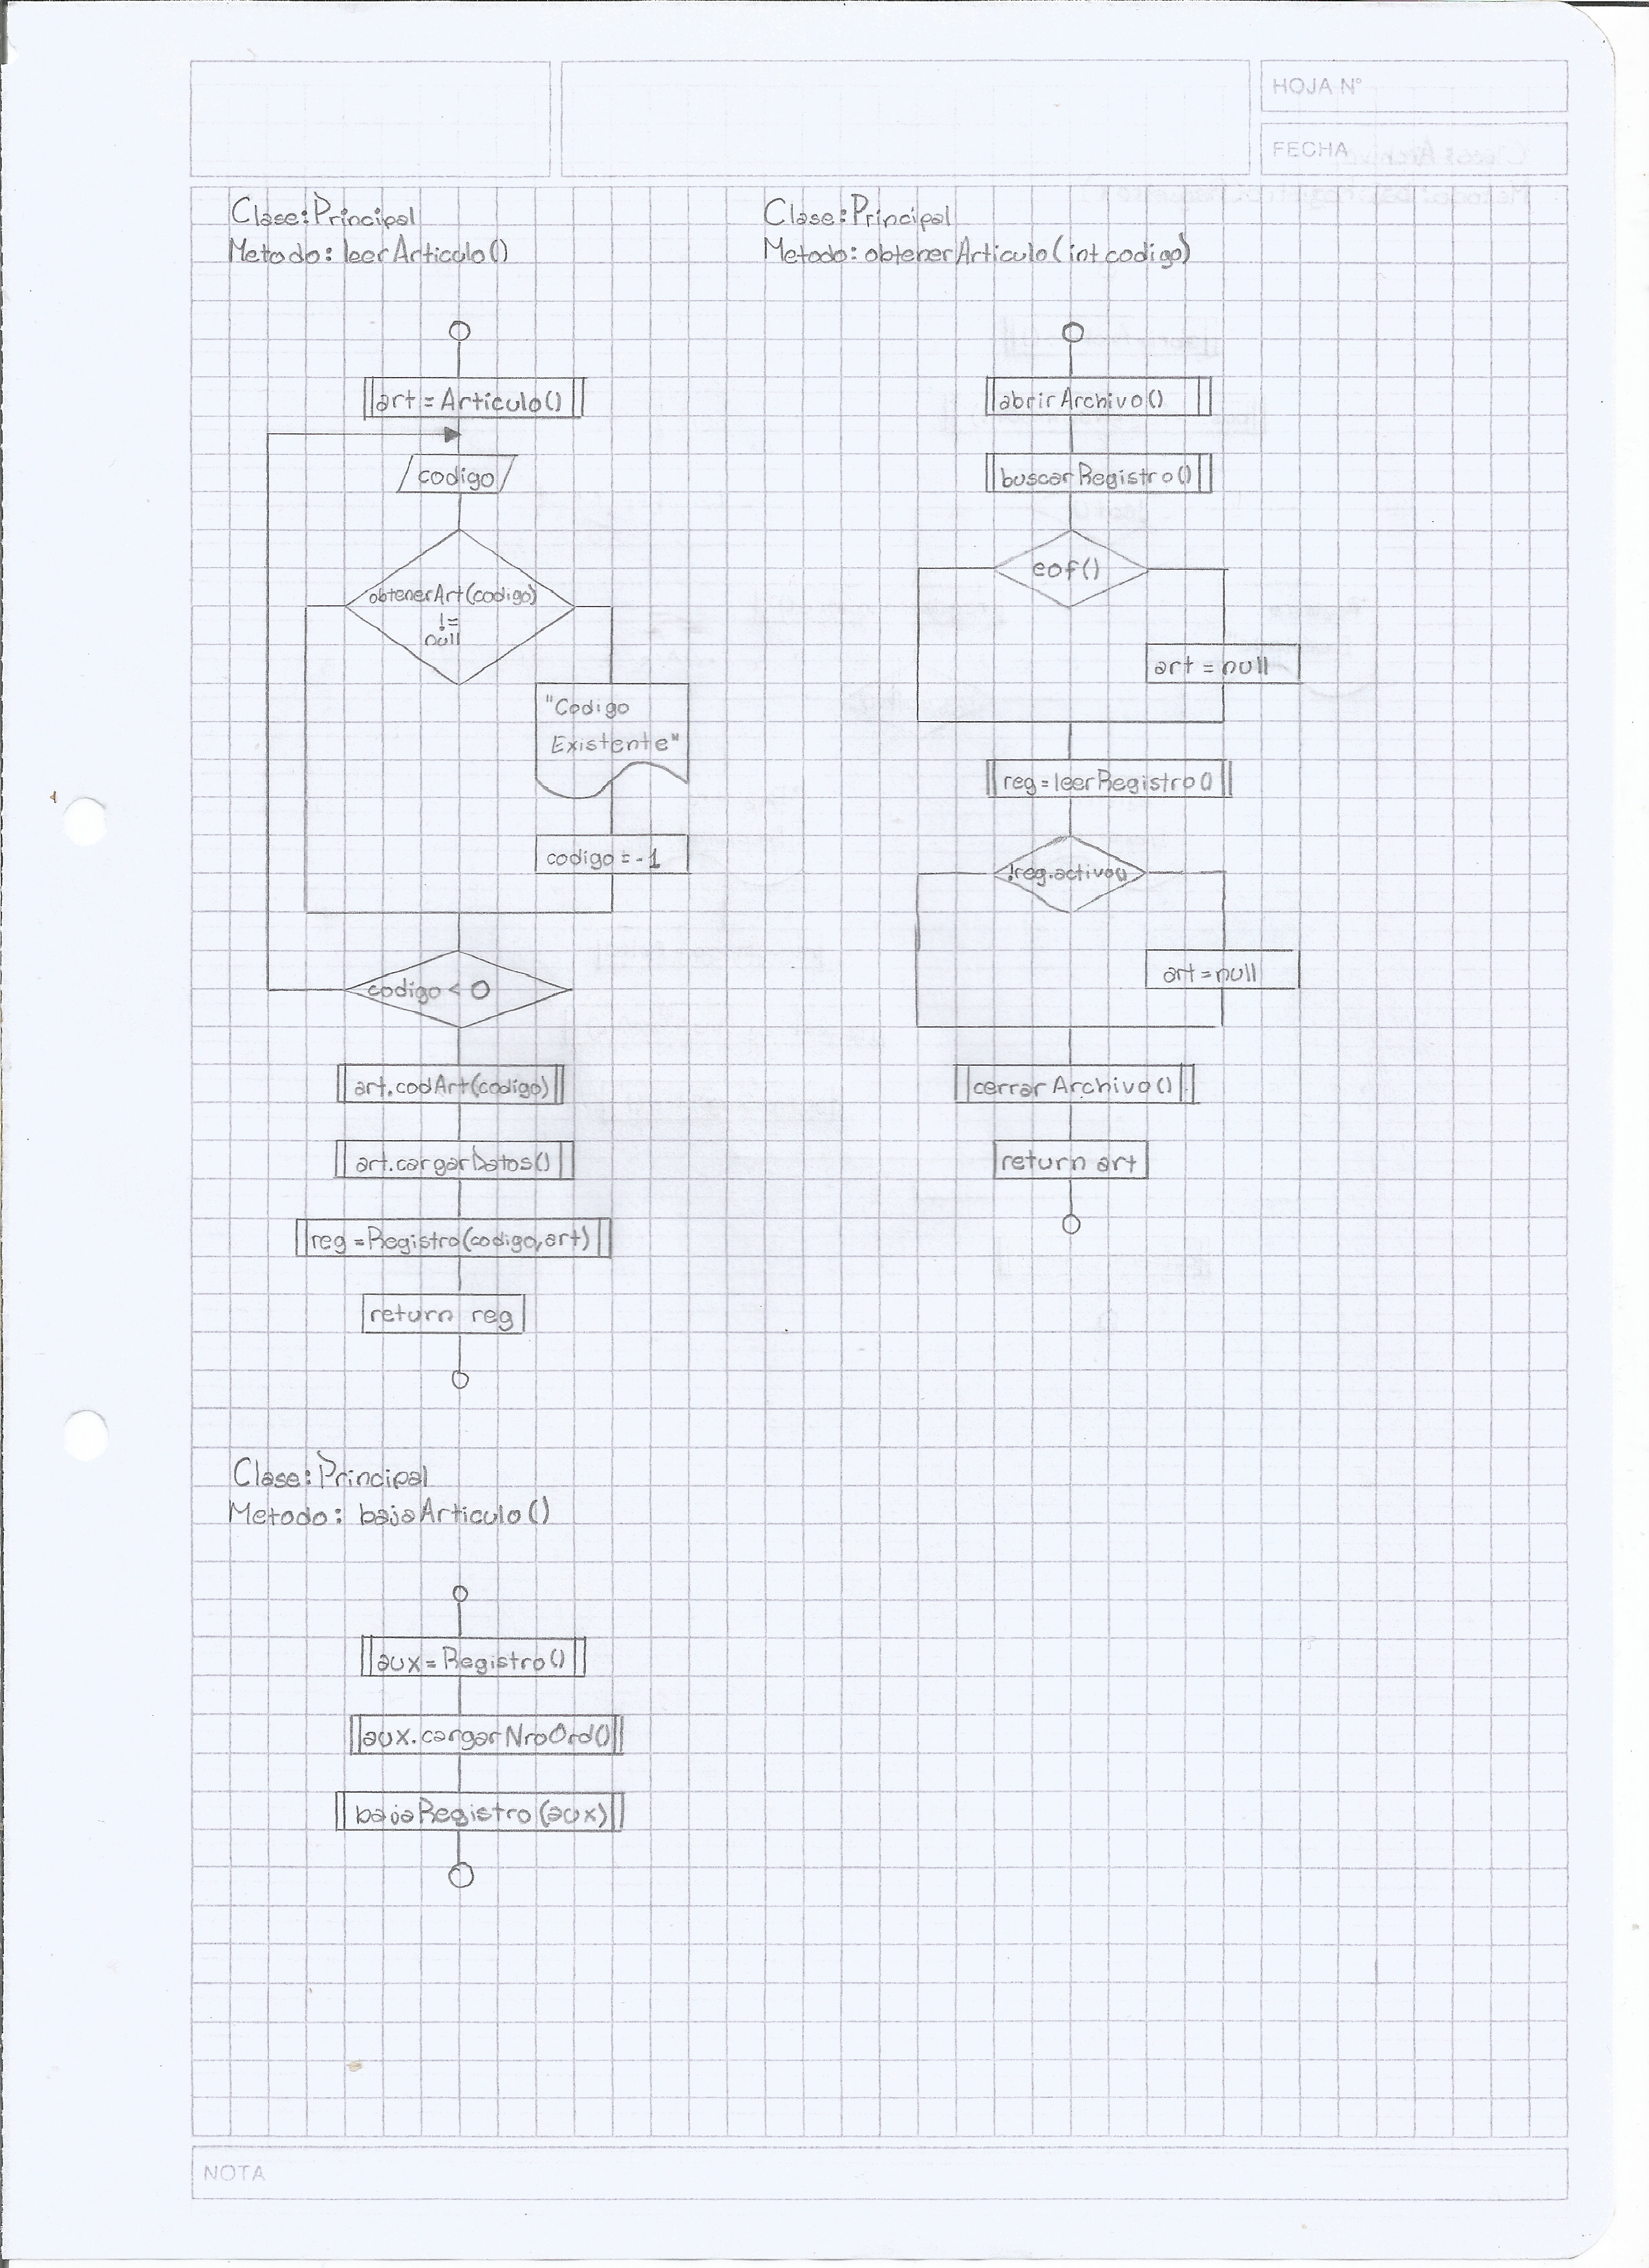 HOJA N°
FECHA
Clase: Principal
Metodo: leerArticulo()
art = Articulo()
codigo
obtenerArt(codigo)
!=
null
"Codigo
Existente"
codigo = -1
codigo < 0
art.codArt(codigo)
art.cargarDatos()
reg = Registro(codigo, art)
return reg
Clase: Principal
Metodo: obtenerArticulo(int codigo)
abrirArchivo()
buscarRegistro()
eof()
art = null
reg = leerRegistro()
!reg.activo()
art = null
cerrarArchivo()
return art
Clase: Principal
Metodo: bajaArticulo()
aux = Registro()
aux.cargarNroOrd()
bajaRegistro(aux)
NOTA